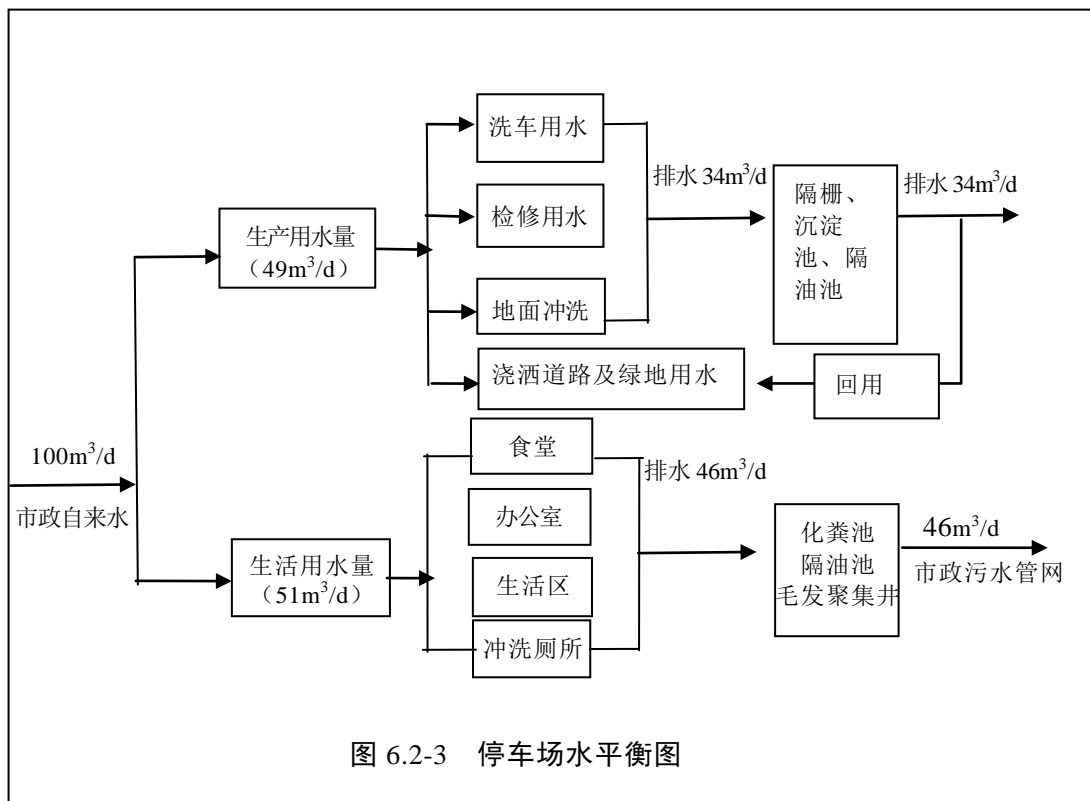 洗车用水
排水 34m³/d
排水 34m³/d
隔栅、
沉淀
池、隔
油池
检修用水
生产用水量
（49m³/d）
地面冲洗
浇洒道路及绿地用水
回用
100m³/d
市政自来水
食堂
排水 46m³/d
办公室
化粪池
隔油池
毛发聚集井
46m³/d
市政污水管网
生活用水量
（51m³/d）
生活区
冲洗厕所
图 6.2-3 停车场水平衡图